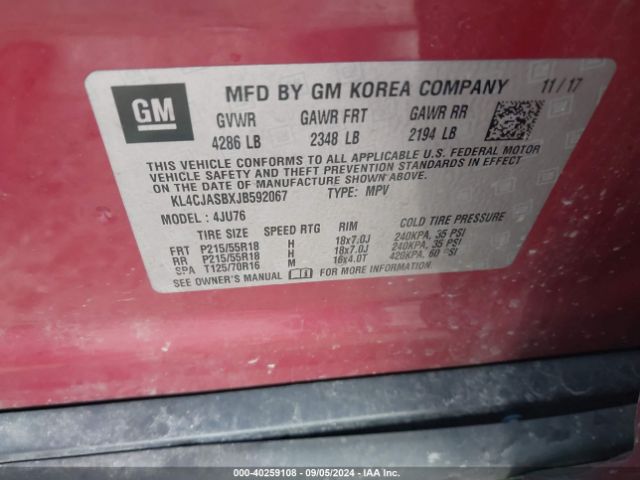 GM
MFD BY GM KOREA COMPANY 11/17
GVWR GAWR FRT GAWR RR
4286 LB 2348 LB 2194 LB
THIS VEHICLE CONFORMS TO ALL APPLICABLE U.S. FEDERAL MOTOR
VEHICLE SAFETY AND THEFT PREVENTION STANDARDS IN EFFECT
ON THE DATE OF MANUFACTURE SHOWN ABOVE.
KL4CJASBXJB592067 TYPE: MPV
MODEL: 4JU76
TIRE SIZE SPEED RTG RIM COLD TIRE PRESSURE
FRT P215/55R18 H 18x7.0J 240KPA, 35 PSI
RR P215/55R18 H 18x7.0J 240KPA, 35 PSI
SPA T125/70R16 M 16x4.0T 420KPA, 60 PSI
SEE OWNER'S MANUAL FOR MORE INFORMATION.
000-40259108 - 09/05/2024 - IAA Inc.